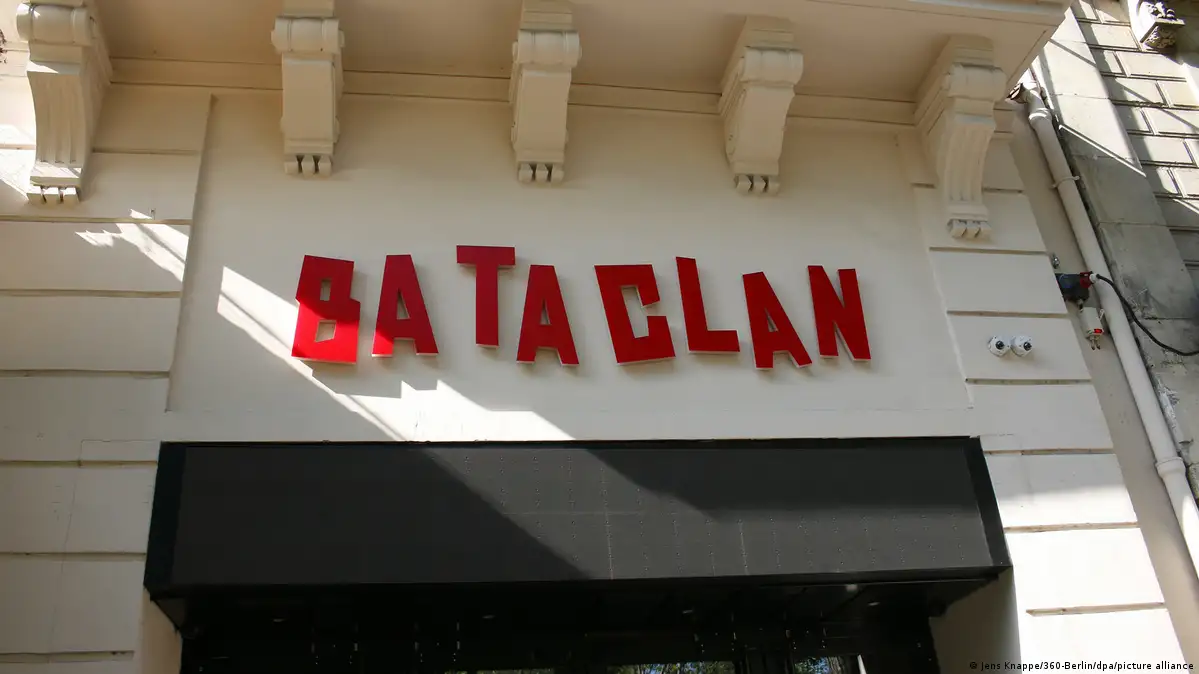 BATACLAN
© Jens Knappe/360-Berlin/dpa/picture alliance